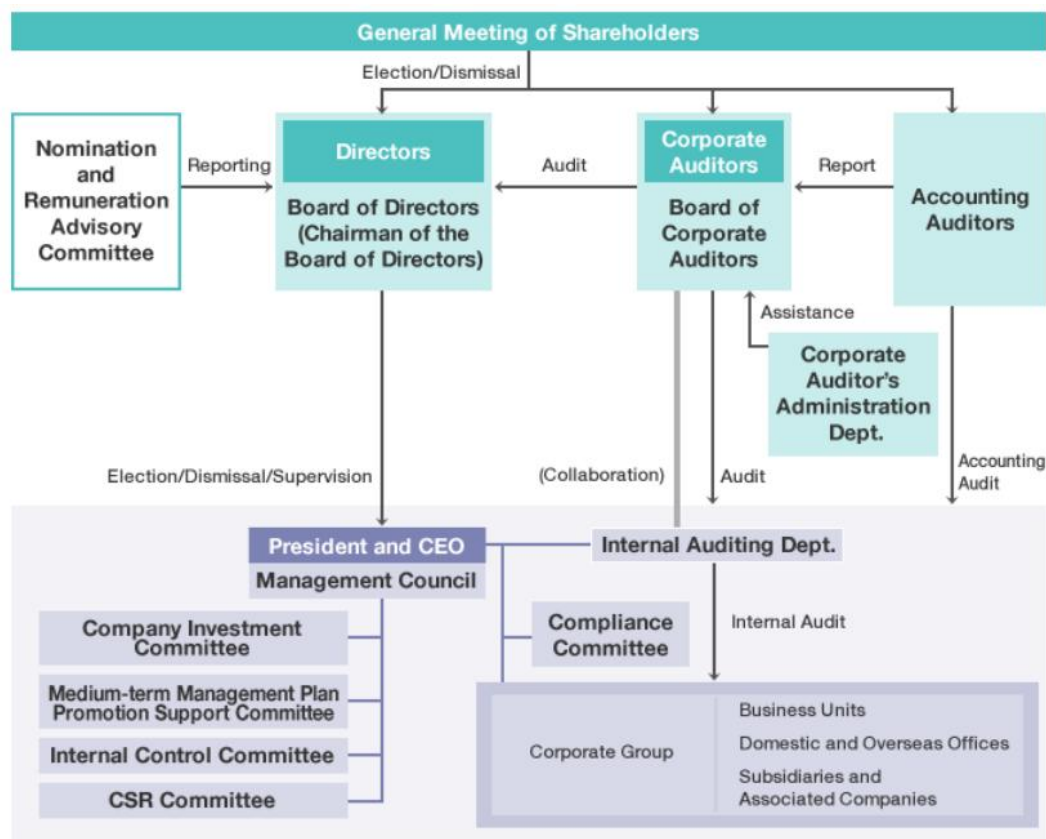 General Meeting of Shareholders
Election/Dismissal
Nomination
and
Remuneration
Advisory
Committee
Reporting
Directors
Board of Directors
(Chairman of the
Board of Directors)
Audit
Corporate
Auditors
Board of
Corporate
Auditors
Report
Accounting
Auditors
Assistance
Corporate
Auditor's
Administration
Dept.
Election/Dismissal/Supervision
(Collaboration)
Audit
Accounting
Audit
President and CEO
Management Council
Internal Auditing Dept.
Company Investment
Committee
Medium-term Management Plan
Promotion Support Committee
Internal Control Committee
CSR Committee
Compliance
Committee
Internal Audit
Corporate Group
Business Units
Domestic and Overseas Offices
Subsidiaries and
Associated Companies